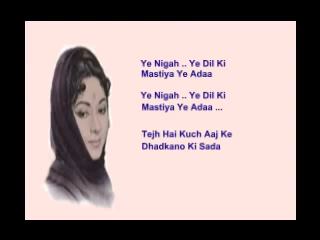 Ye Nigah .. Ye Dil Ki
Mastiya Ye Adaa
Ye Nigah .. Ye Dil Ki
Mastiya Ye Adaa ...
Tejh Hai Kuch Aaj Ke
Dhadkano Ki Sada